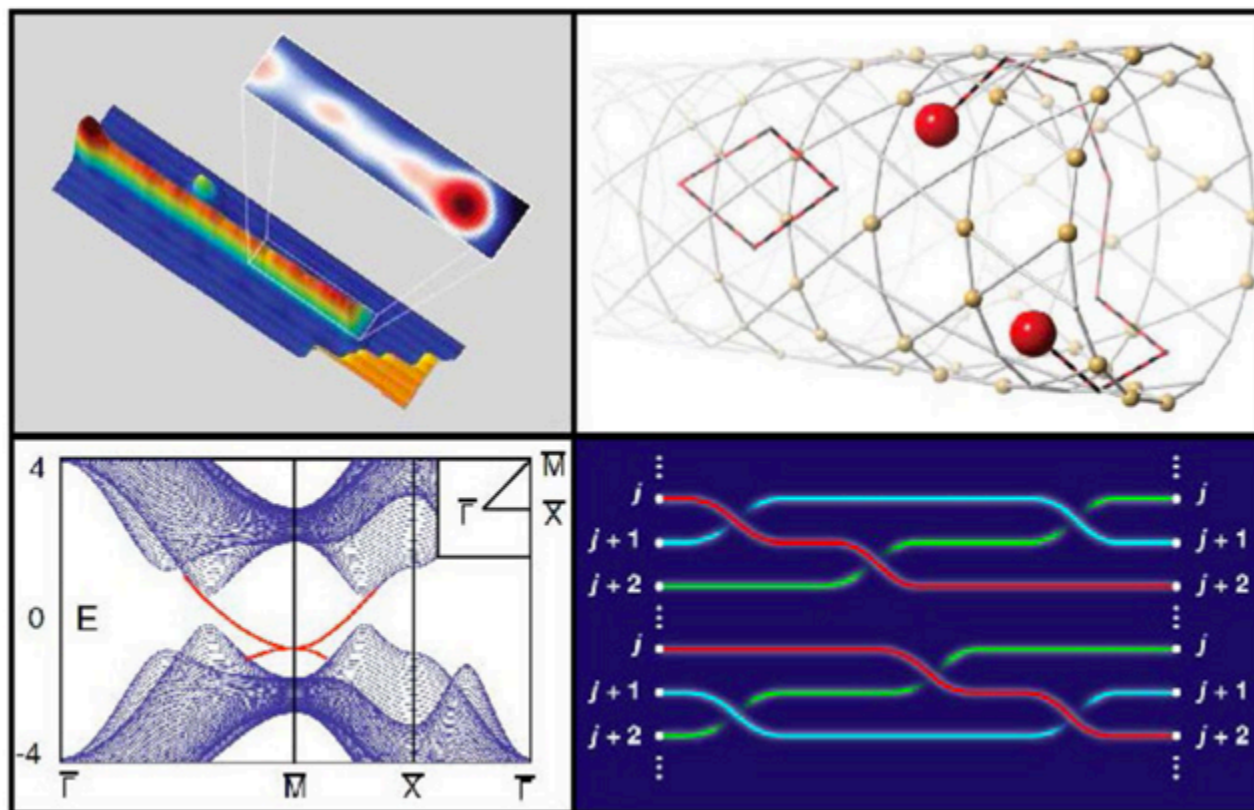 4
M̅
Γ̅
X̅
0
E
-4
Γ̅
M̅
X̅
Γ̅
j
j
j + 1
j + 1
j + 2
j + 2
j
j
j + 1
j + 1
j + 2
j + 2